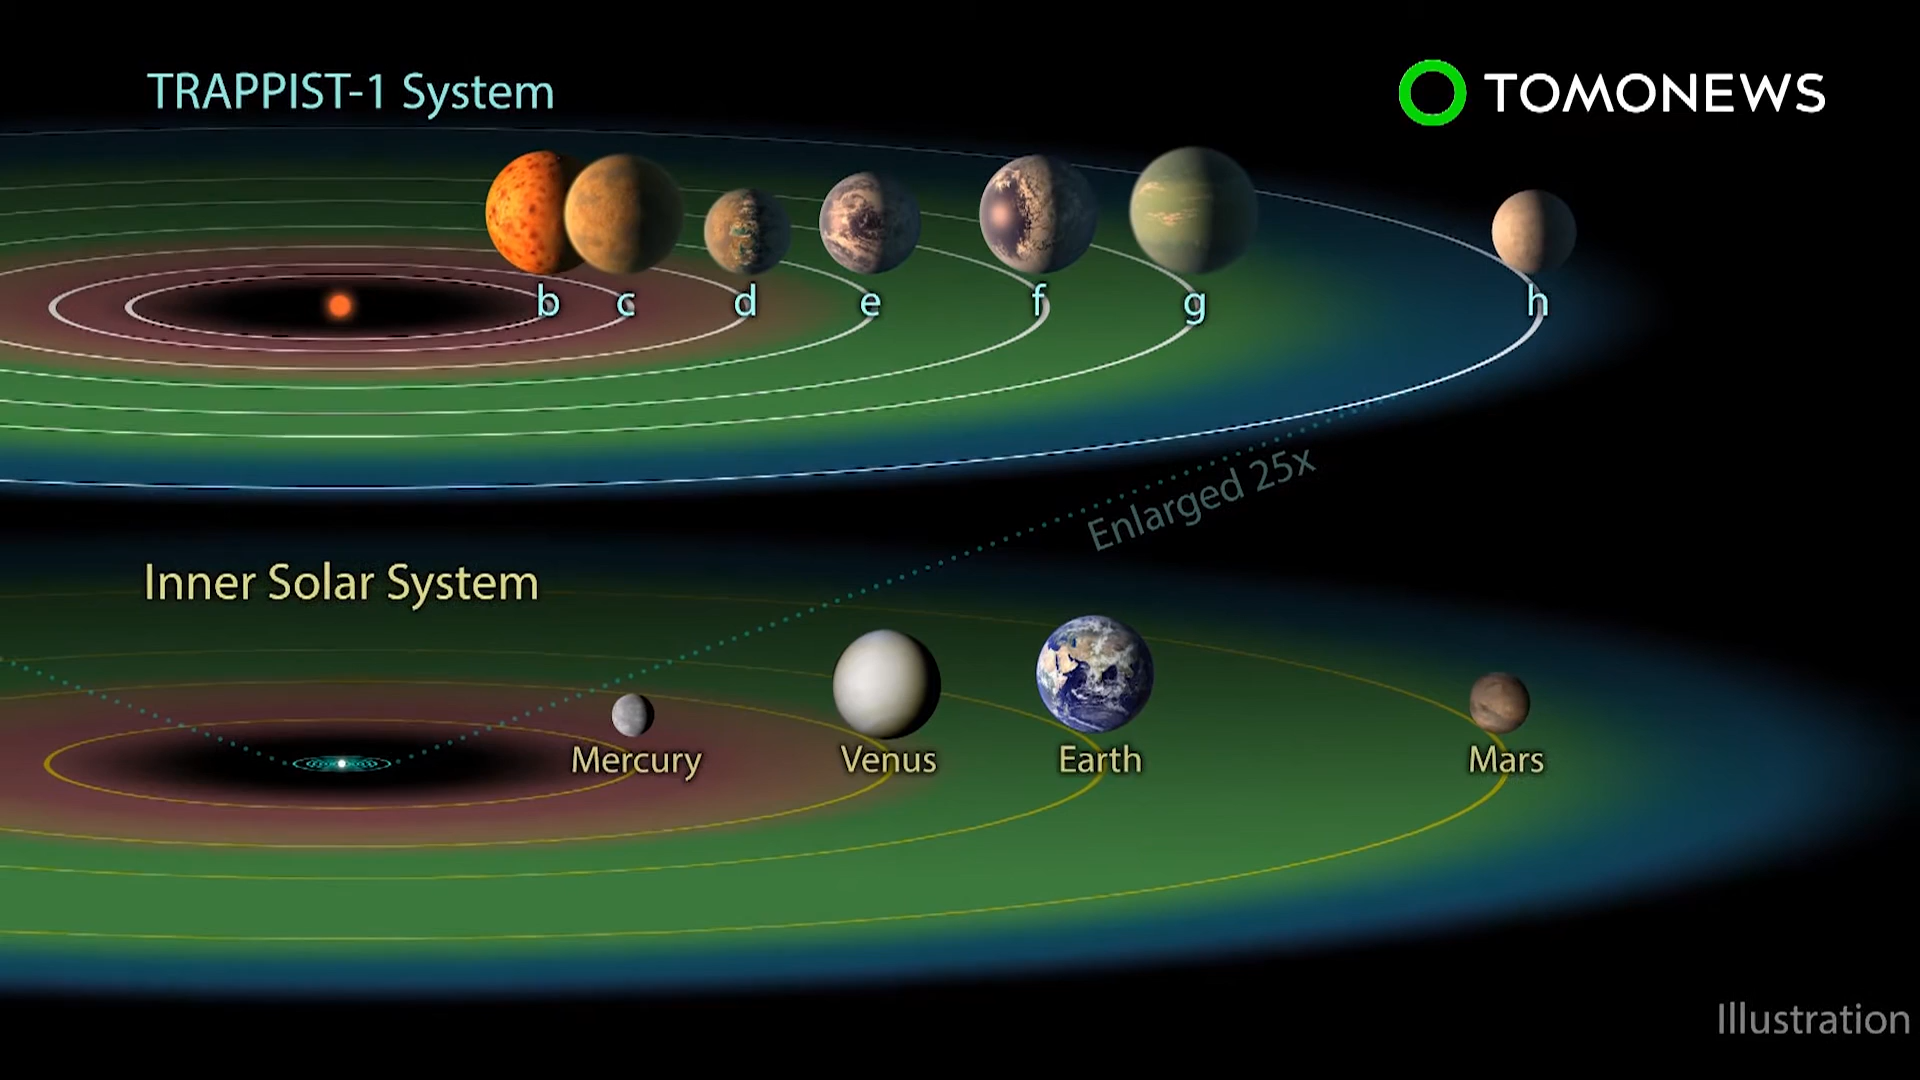 TRAPPIST-1 System
TOMONEWS
b c d e f g h
Enlarged 25x
Inner Solar System
Mercury Venus Earth Mars
Illustration